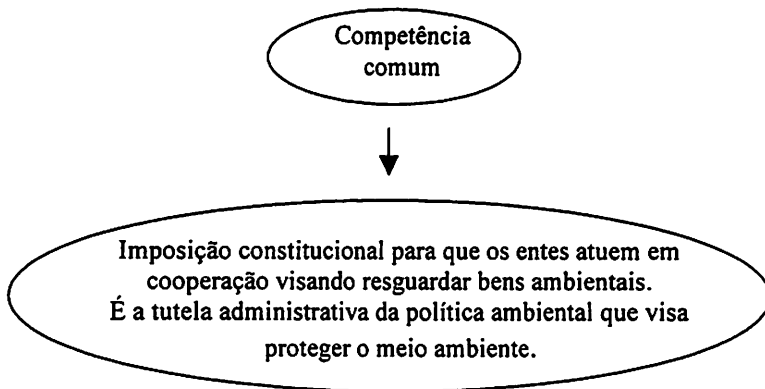 Competência
comum
Imposição constitucional para que os entes atuem em
cooperação visando resguardar bens ambientais.
É a tutela administrativa da política ambiental que visa
proteger o meio ambiente.